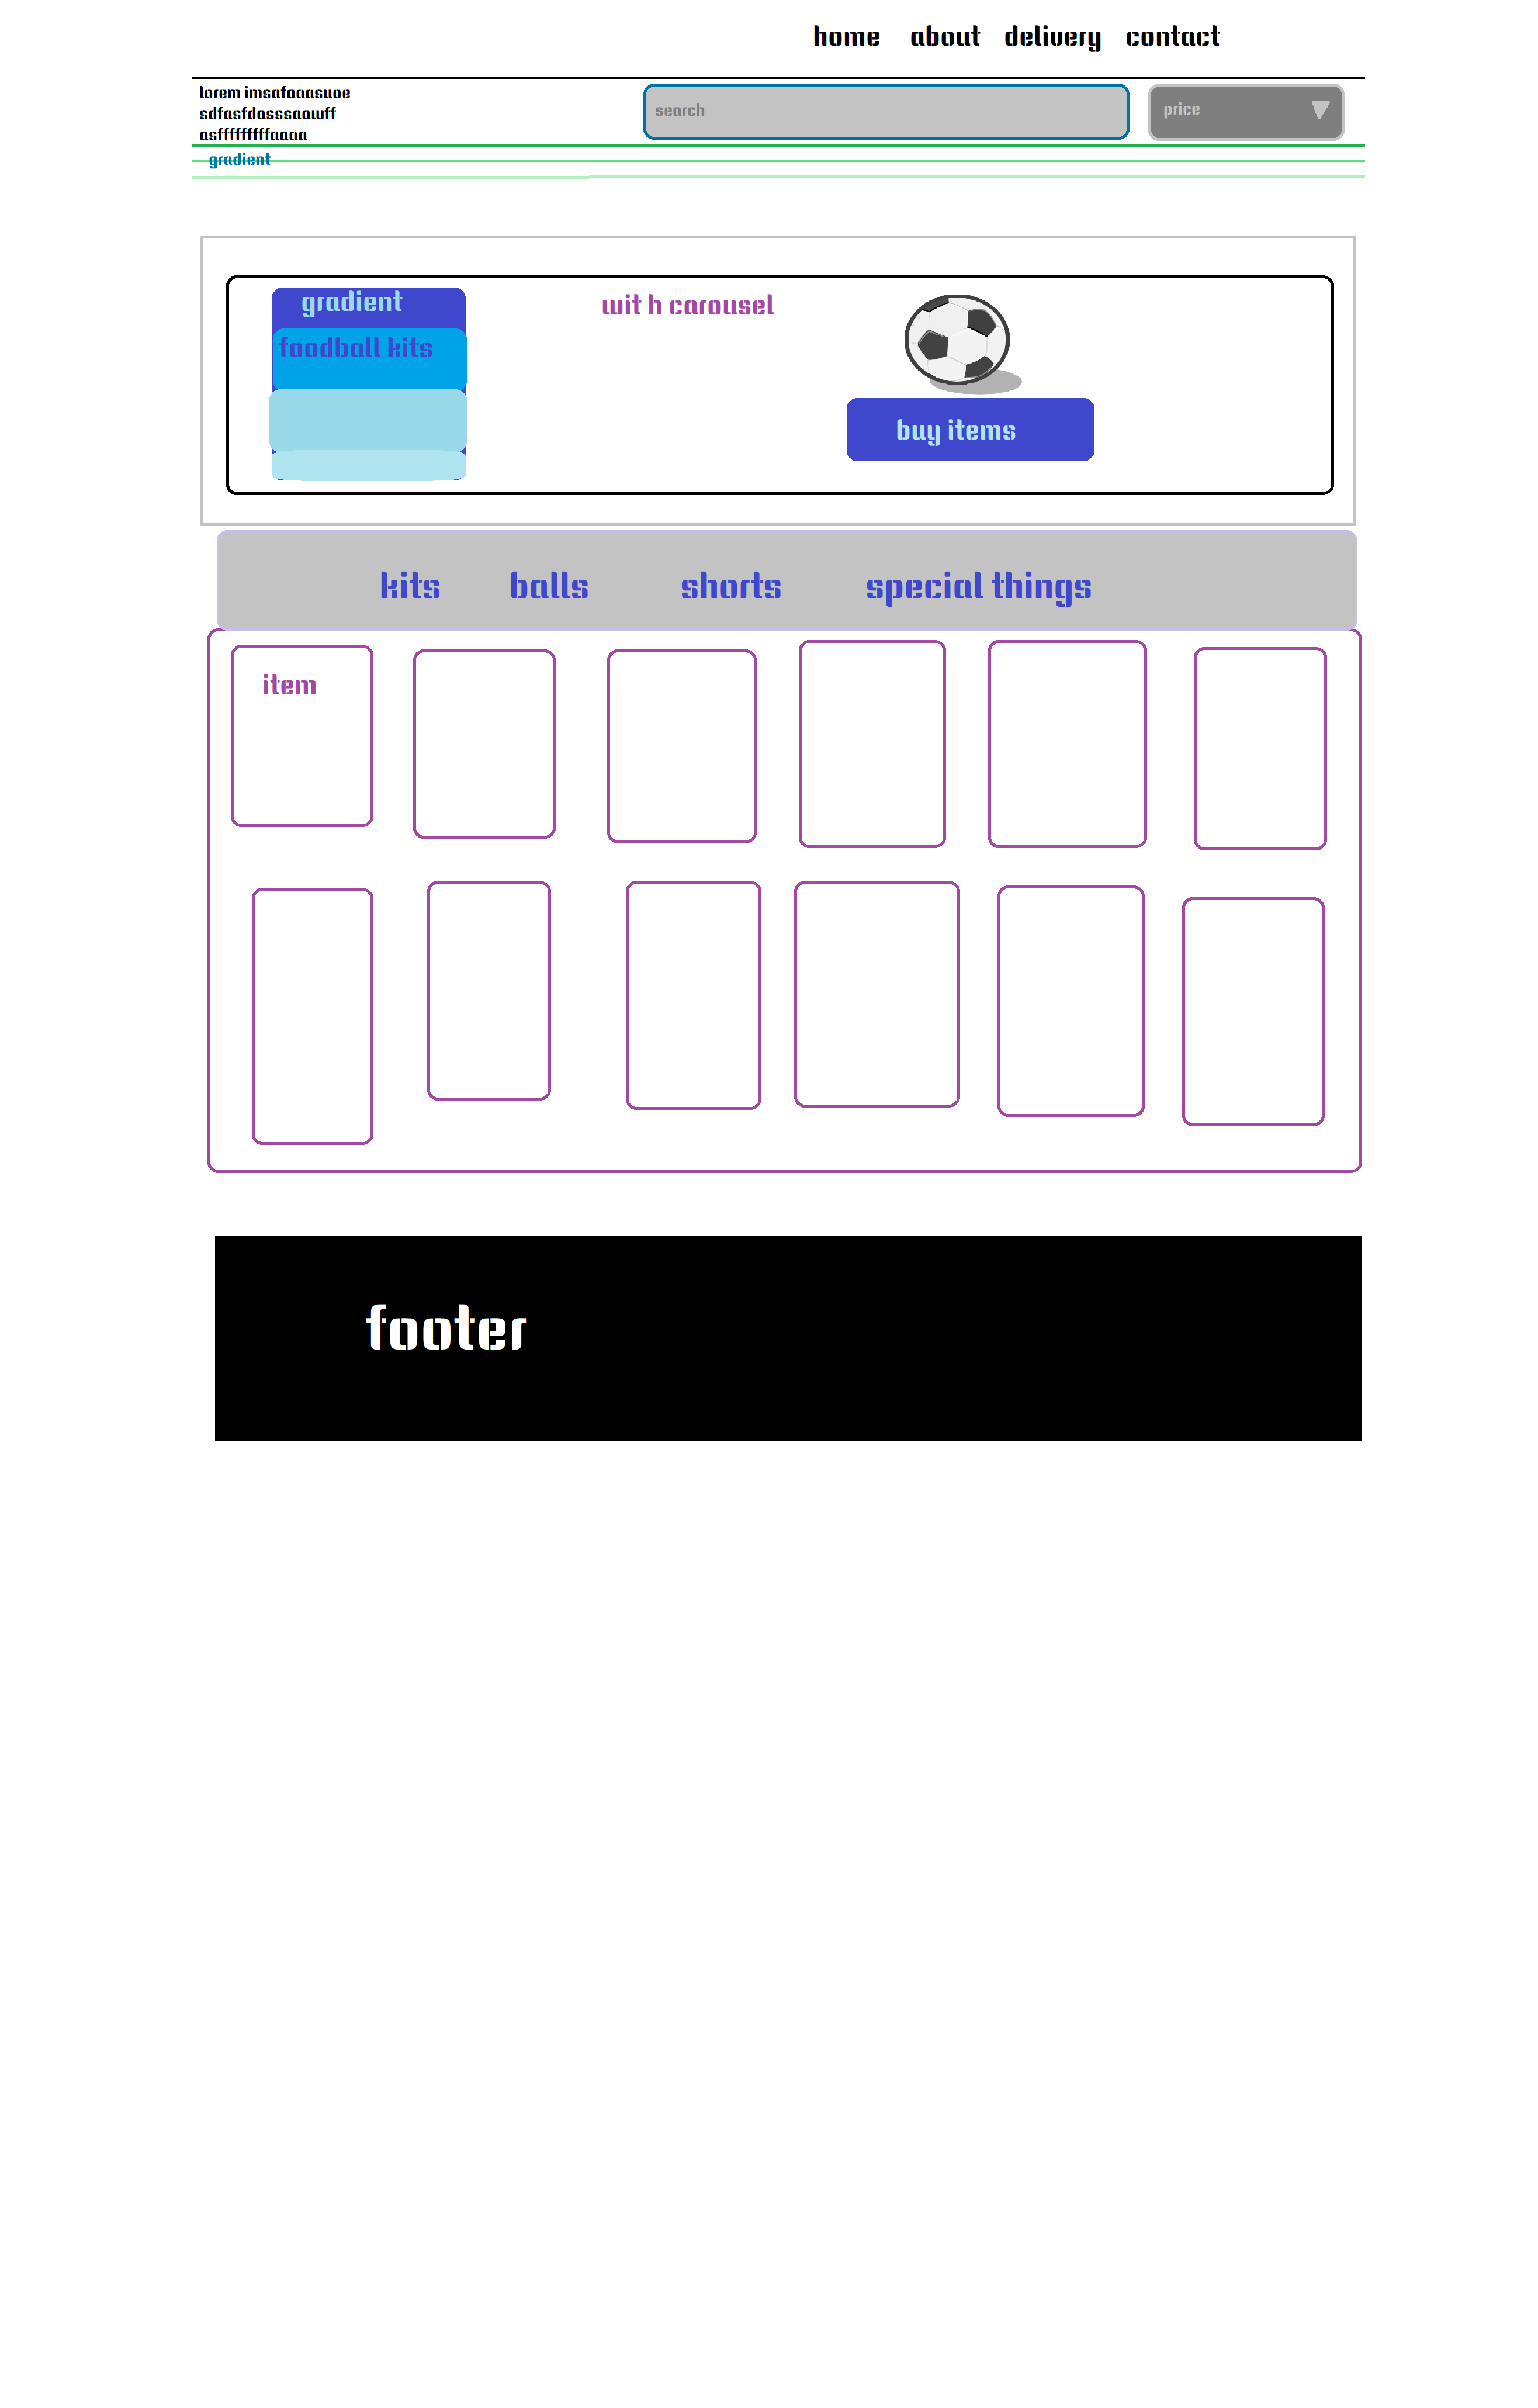 home about delivery contact
lorem imsafaaasuoe
sdfasfdasssaawff
asfffffffffaaaa
search
price
gradient
gradient
foodball kits
wit h carousel
buy items
kits balls shorts special things
item
footer